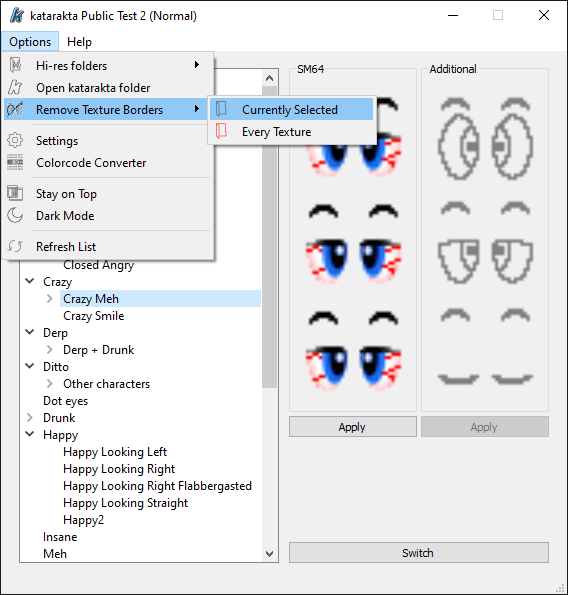 katarakta Public Test 2 (Normal)
Options Help
Hi-res folders
Open katarakta folder
Remove Texture Borders
Settings
Colorcode Converter
Stay on Top
Dark Mode
Refresh List
Currently Selected
Every Texture
SM64
Additional
Closed Angry
Crazy
Crazy Meh
Crazy Smile
Derp
Derp + Drunk
Ditto
Other characters
Dot eyes
Drunk
Happy
Happy Looking Left
Happy Looking Right
Happy Looking Right Flabbergasted
Happy Looking Straight
Happy2
Insane
Meh
Apply
Apply
Switch